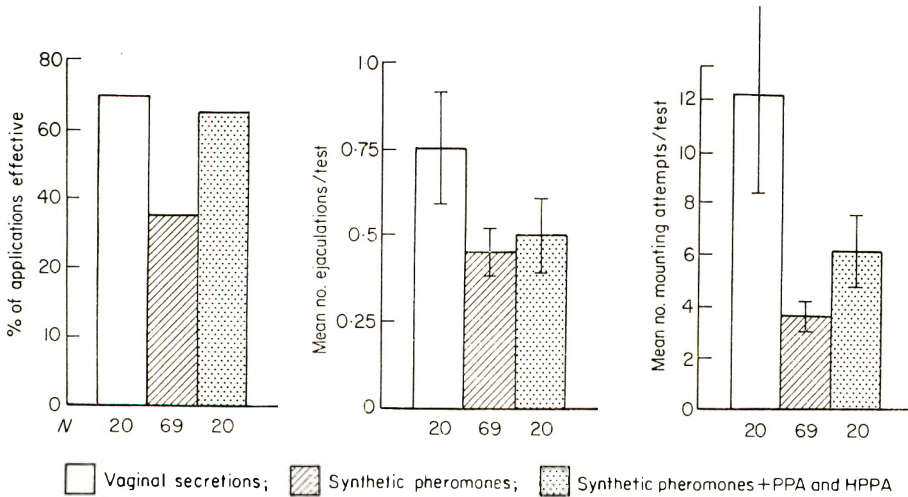 % of applications effective
80
60
40
20
10
0
N 20 69 20
Mean no. ejaculations/test
1·0
0·75
0·5
0·25
0
20 69 20
Mean no. mounting attempts/test
12
10
8
6
4
2
0
20 69 20
Vaginal secretions; Synthetic pheromones; Synthetic pheromones+PPA and HPPA